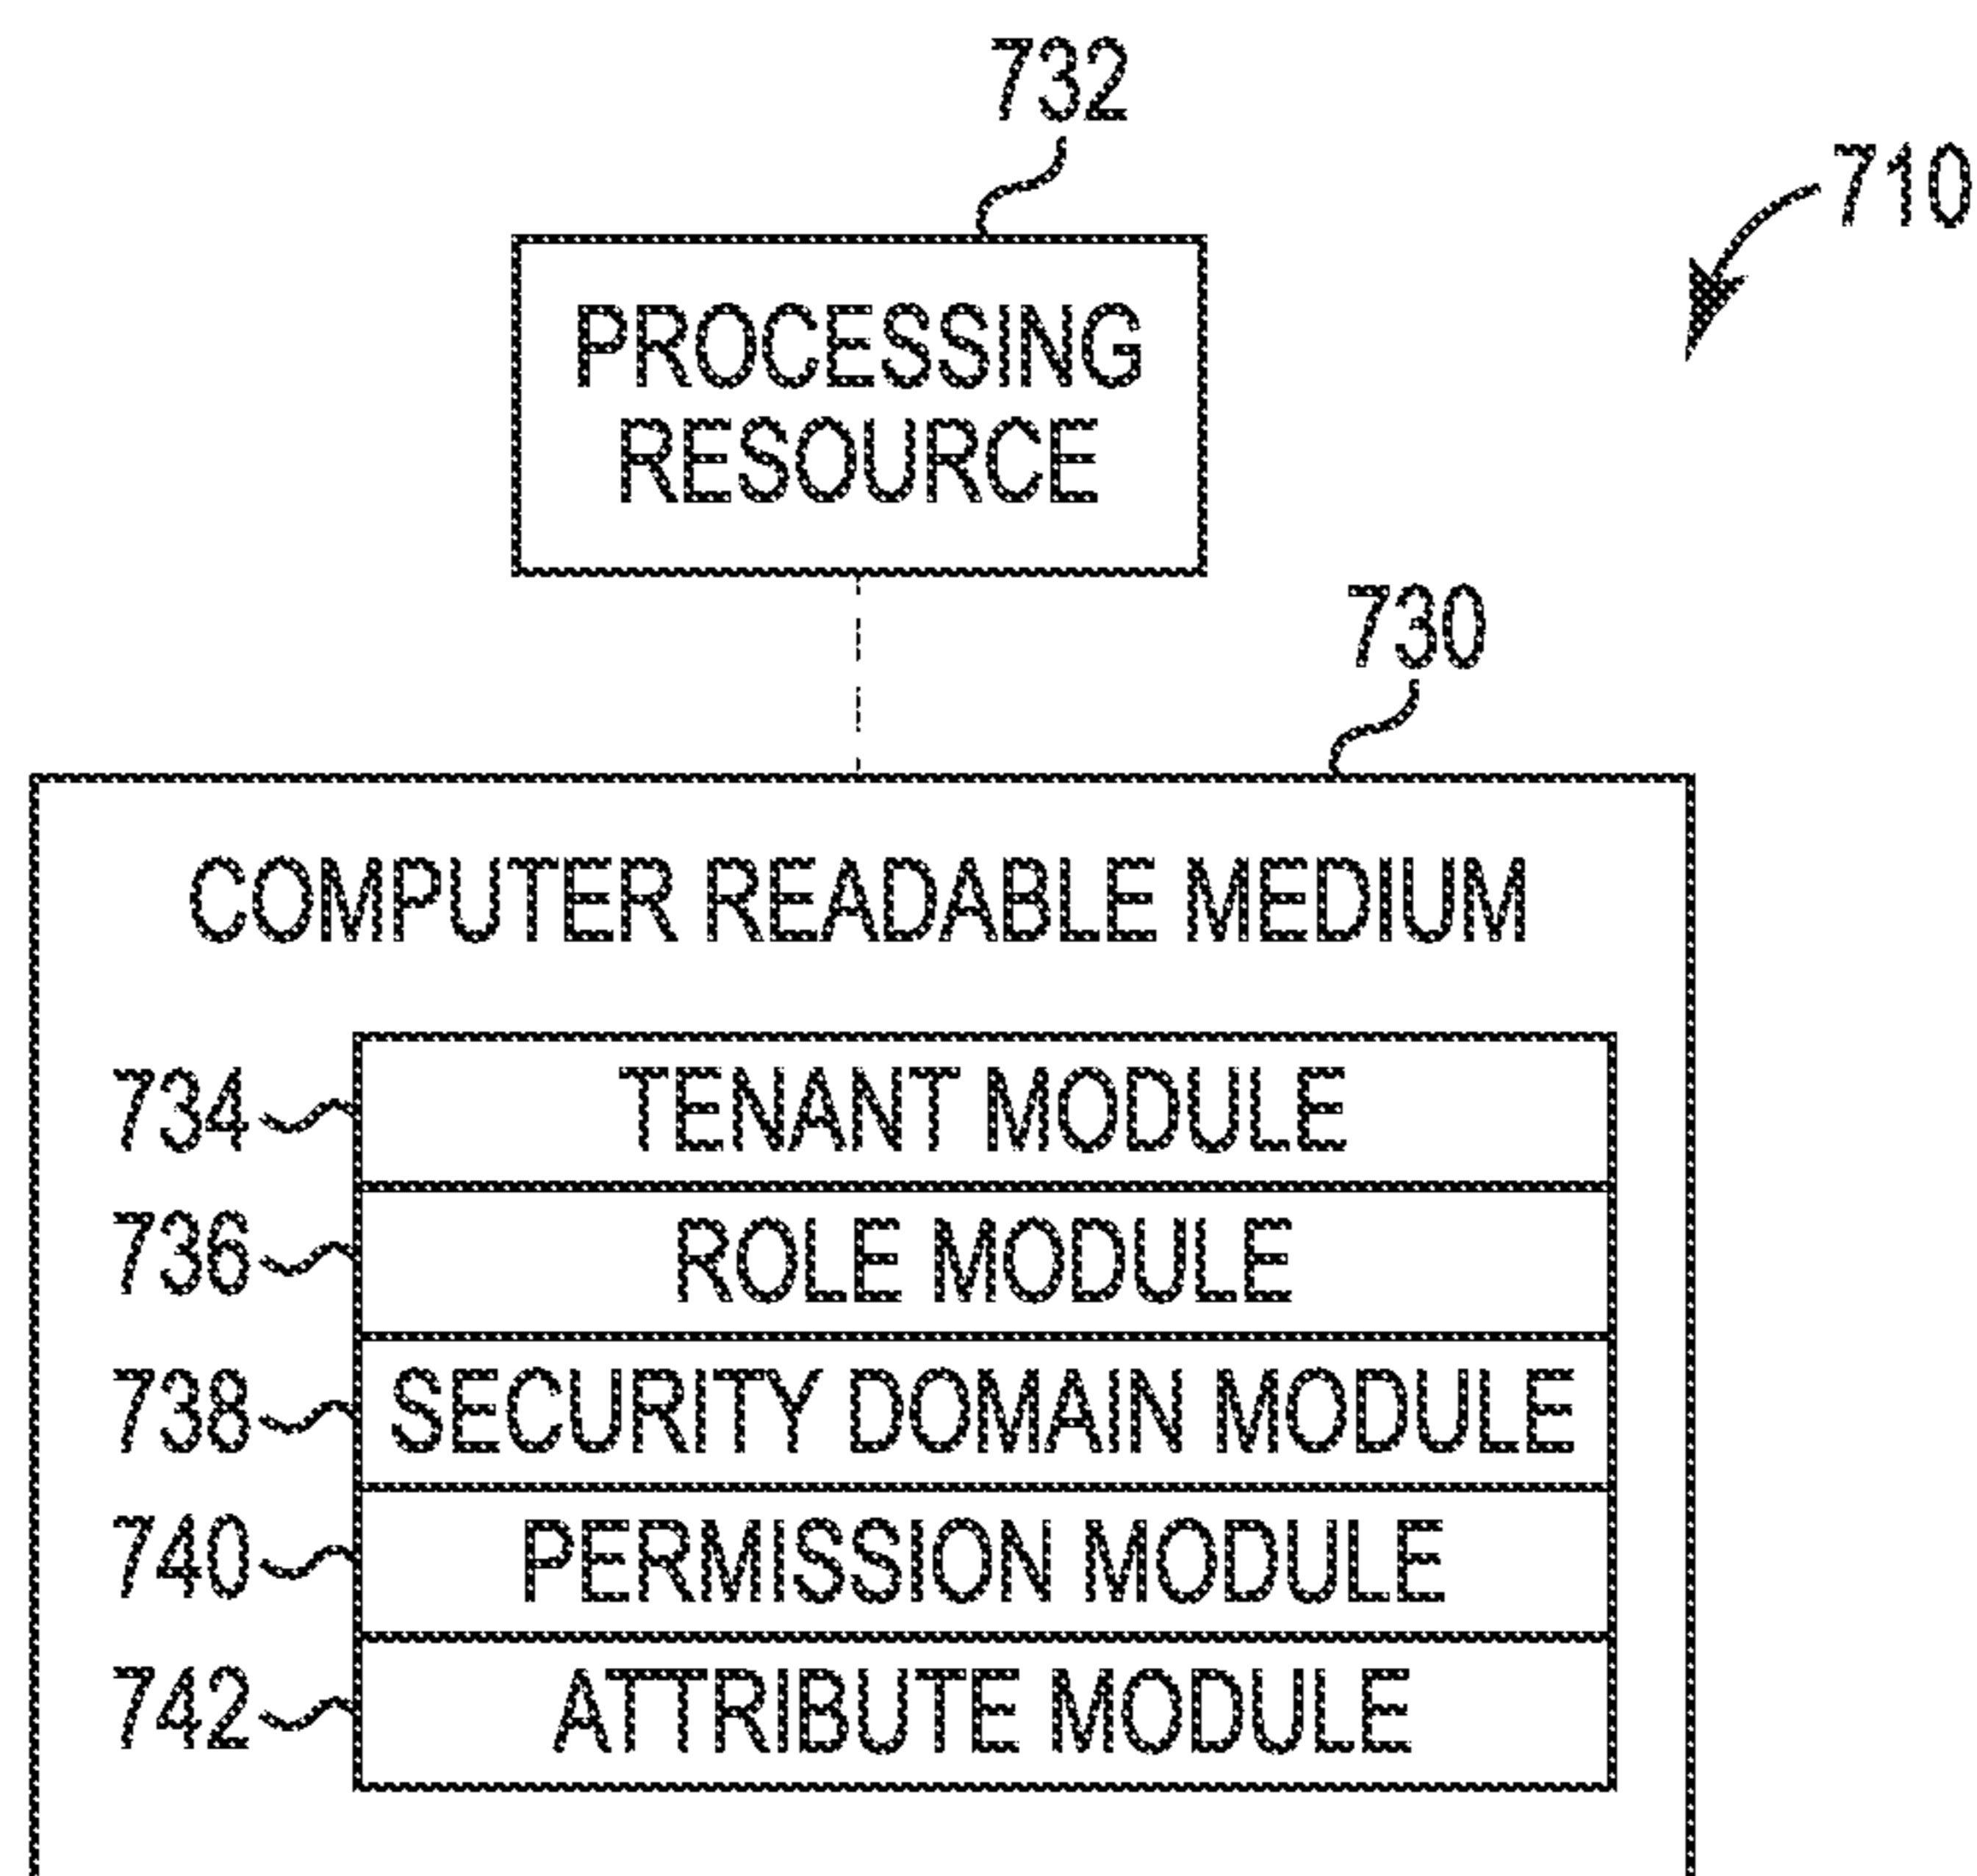 732
710
PROCESSING
RESOURCE
730
COMPUTER READABLE MEDIUM
734 TENANT MODULE
736 ROLE MODULE
738 SECURITY DOMAIN MODULE
740 PERMISSION MODULE
742 ATTRIBUTE MODULE